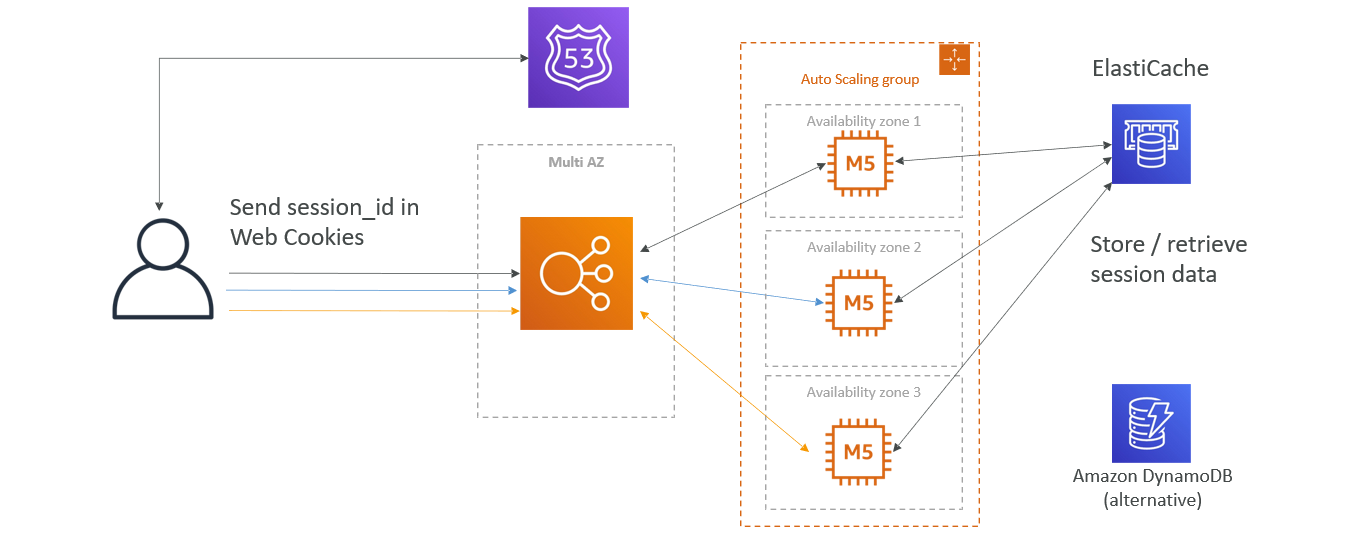 53
Auto Scaling group
ElastiCache
Availability zone 1
M5
Multi AZ
Send session_id in
Web Cookies
Availability zone 2
M5
Store / retrieve
session data
Availability zone 3
M5
Amazon DynamoDB
(alternative)